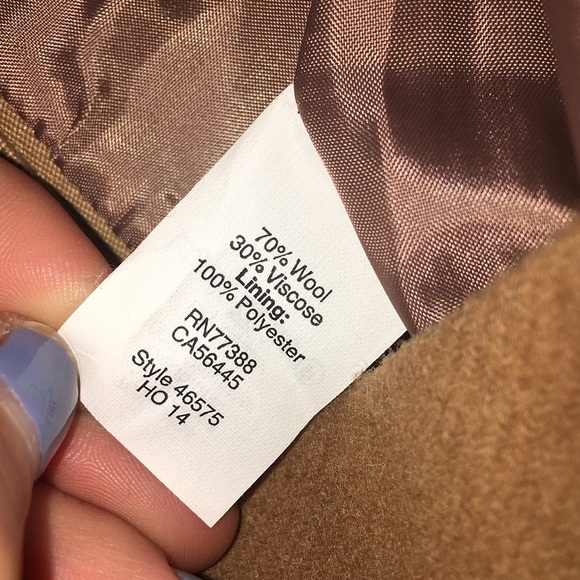 70% Wool
30% Viscose
Lining:
100% Polyester
RN77388
CA56445
Style 46575
HO 14